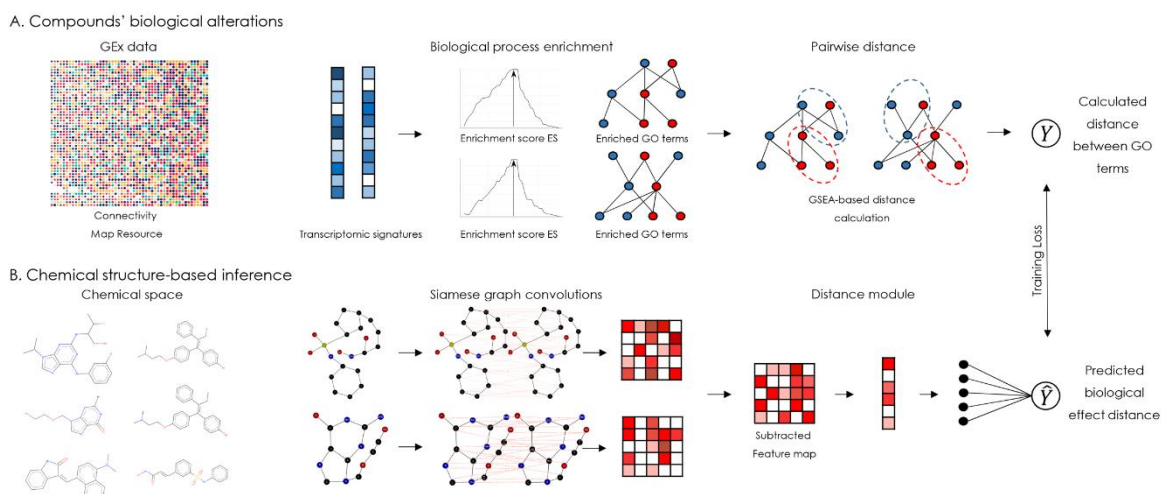 A. Compounds' biological alterations
GEx data
Connectivity
Map Resource
Transcriptomic signatures
Biological process enrichment
Enrichment score ES
Enriched GO terms
Enrichment score ES
Enriched GO terms
Pairwise distance
GSEA-based distance
calculation
Y
Calculated
distance
between GO
terms
Training Loss
B. Chemical structure-based inference
Chemical space
Siamese graph convolutions
Distance module
Subtracted
Feature map
Ŷ
Predicted
biological
effect distance